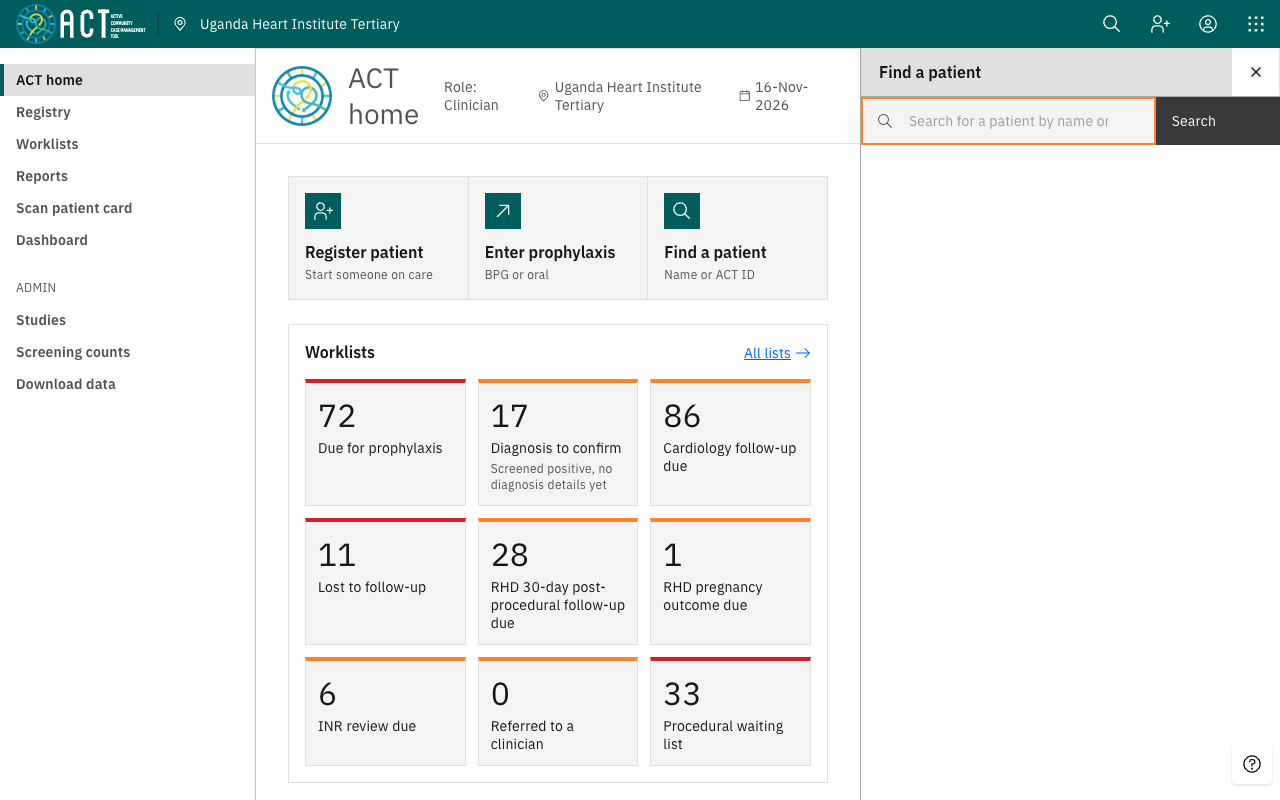 ACT
ACTIVE
COMMUNITY
CASE MANAGEMENT
TOOL
Uganda Heart Institute Tertiary
ACT home
Registry
Worklists
Reports
Scan patient card
Dashboard
ADMIN
Studies
Screening counts
Download data
ACT
home
Role:
Clinician
Uganda Heart Institute
Tertiary
16-Nov-
2026
Register patient
Start someone on care
Enter prophylaxis
BPG or oral
Find a patient
Name or ACT ID
Worklists
All lists
72
Due for prophylaxis
17
Diagnosis to confirm
Screened positive, no
diagnosis details yet
86
Cardiology follow-up
due
11
Lost to follow-up
28
RHD 30-day post-
procedural follow-up
due
1
RHD pregnancy
outcome due
6
INR review due
0
Referred to a
clinician
33
Procedural waiting
list
Find a patient
Search for a patient by name or
Search